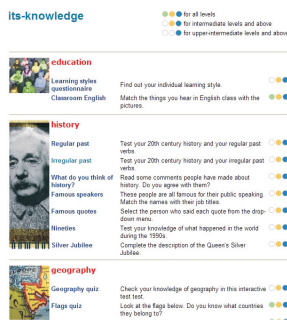 its-knowledge
for all levels
for intermediate levels and above
for upper-intermediate levels and above
education
Learning styles questionnaire
Find out your individual learning style.
Classroom English
Match the things you hear in English class with the pictures.
history
Regular past
Test your 20th century history and your regular past verbs.
Irregular past
Test your 20th century history and your irregular past verbs.
What do you think of history?
Read some comments people have made about history. Do you agree with them?
Famous speakers
These people are all famous for their public speaking. Match the names with their job titles.
Famous quotes
Select the person who said each quote from the drop-down menu.
Nineties
Test your knowledge of what happened in the world during the 1990s.
Silver Jubilee
Complete the description of the Queen's Silver Jubilee.
geography
Geography quiz
Check your knowledge of geography in this interactive test test.
Flags quiz
Look at the flags below. Do you know what countries they belong to?